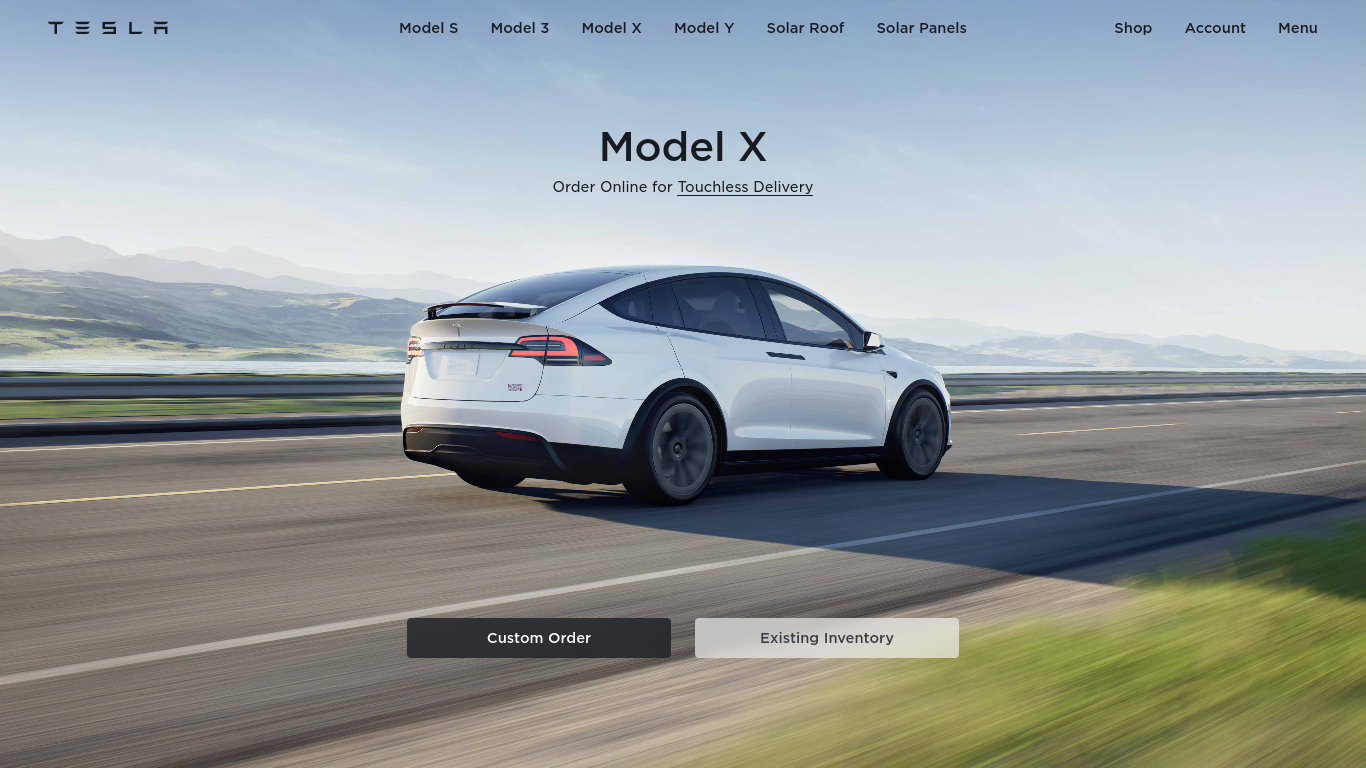 TESLA
Model S
Model 3
Model X
Model Y
Solar Roof
Solar Panels
Shop
Account
Menu
Model X
Order Online for Touchless Delivery
Custom Order
Existing Inventory